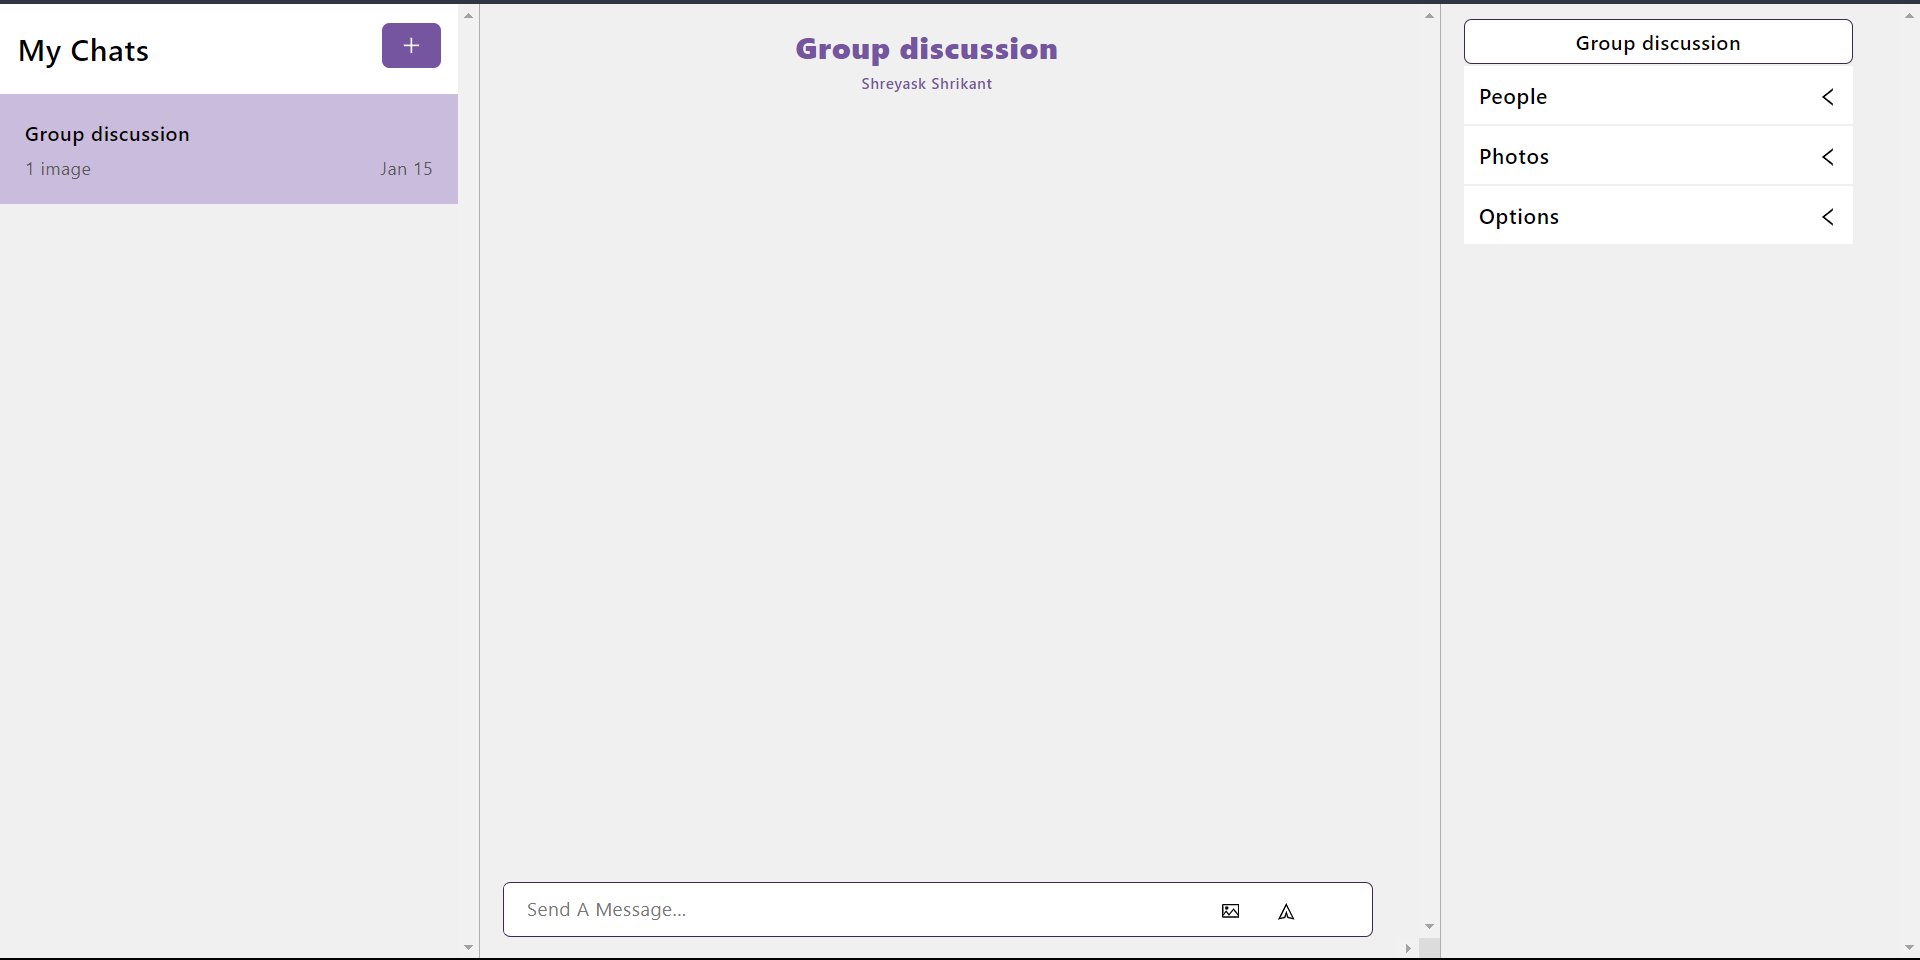 My Chats
+
Group discussion
1 image Jan 15
Group discussion
Shreyask Shrikant
Send A Message...
Group discussion
People
Photos
Options